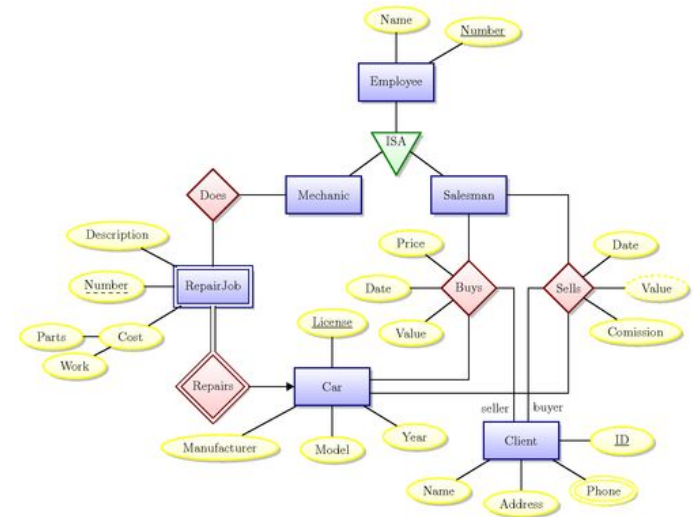 Name
Number
Employee
ISA
Does
Mechanic
Salesman
Description
Price
Date
RepairJob
Number
Date
Buys
Sells
Value
Parts
Cost
License
Value
Comission
Work
Repairs
Car
seller
buyer
Manufacturer
Model
Year
Client
ID
Name
Address
Phone